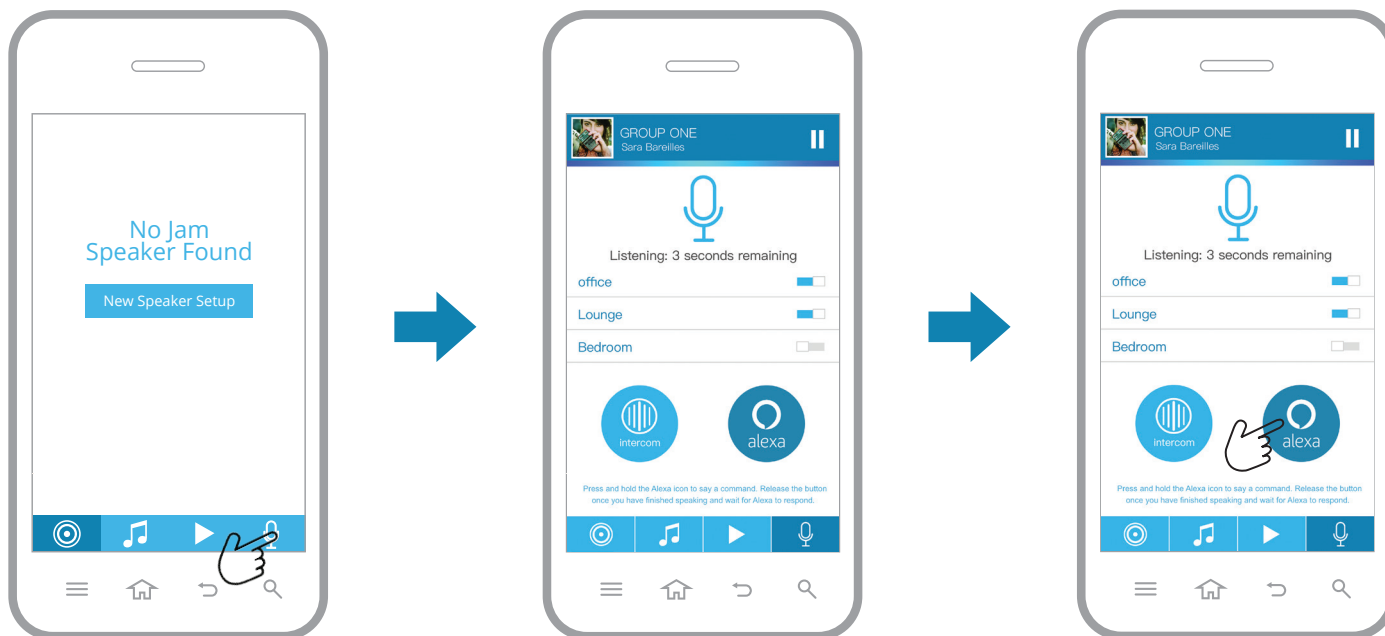 No Jam
Speaker Found
New Speaker Setup
GROUP ONE
Sara Bareilles
Listening: 3 seconds remaining
office
Lounge
Bedroom
intercom
alexa
Press and hold the Alexa icon to say a command. Release the button
once you have finished speaking and wait for Alexa to respond.
GROUP ONE
Sara Bareilles
Listening: 3 seconds remaining
office
Lounge
Bedroom
intercom
alexa
Press and hold the Alexa icon to say a command. Release the button
once you have finished speaking and wait for Alexa to respond.